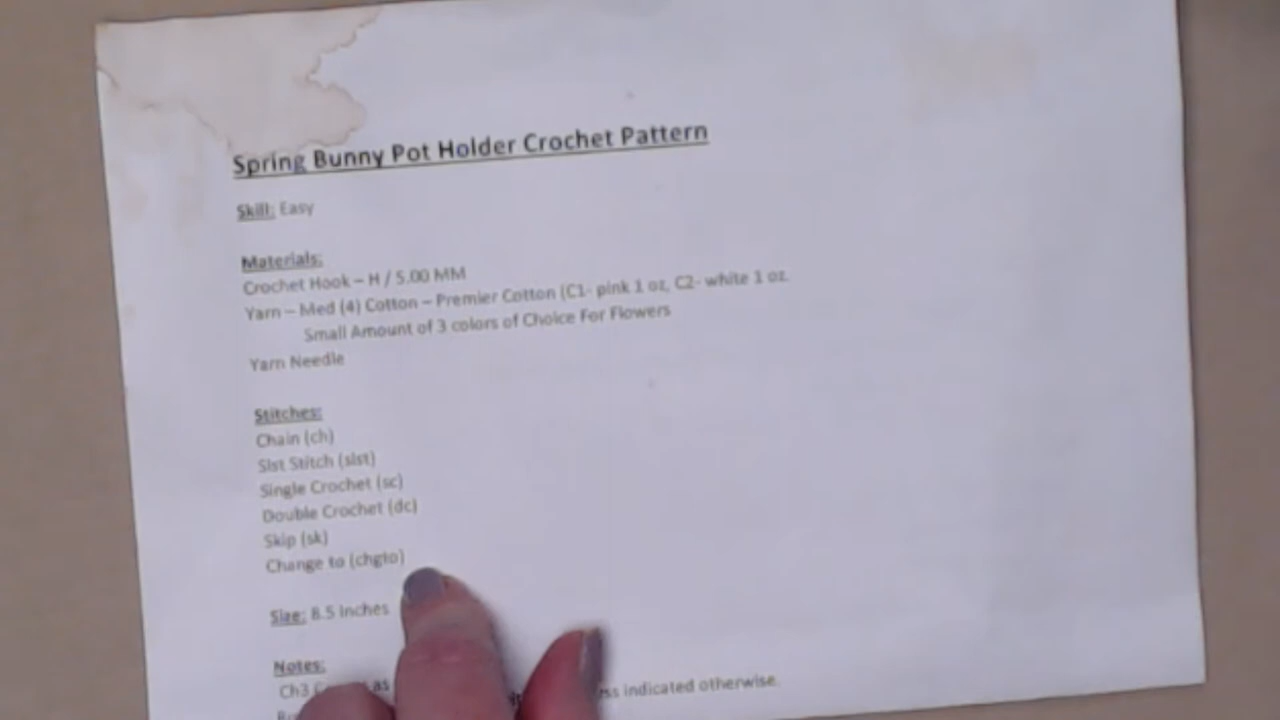 Spring Bunny Pot Holder Crochet Pattern
Skill: Easy
Materials:
Crochet Hook – H / 5.00 MM
Yarn – Med (4) Cotton – Premier Cotton (C1- pink 1 oz, C2- white 1 oz.
Small Amount of 3 colors of Choice For Flowers
Yarn Needle
Stitches:
Chain (ch)
Slst Stitch (slst)
Single Crochet (sc)
Double Crochet (dc)
Skip (sk)
Change to (chgto)
Size: 8.5 Inches
Notes:
Ch3 as indicated otherwise.